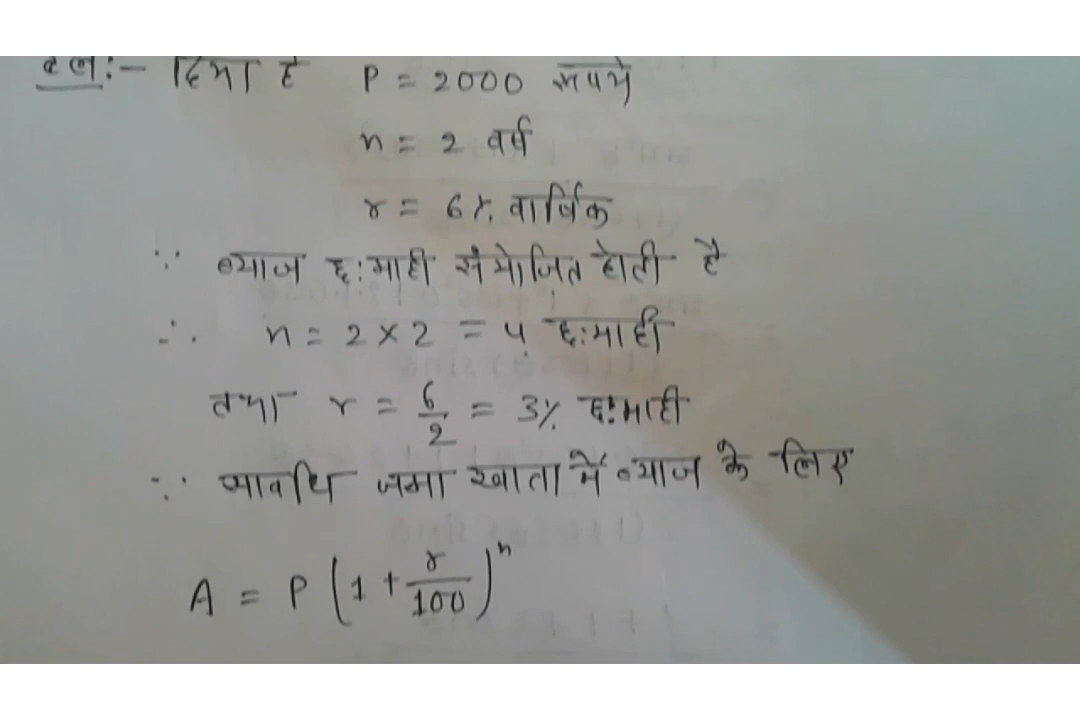 हल:- दिया है P = 2000 रूपये
n = 2 वर्ष
r = 6% वार्षिक
∵ ब्याज छ:माही संयोजित होती है
∴ n = 2 × 2 = 4 छ:माही
तथा r = 6/2 = 3% छ:माही
∵ सावधि जमा खाता में ब्याज के लिए
A = P (1 + r/100)^n